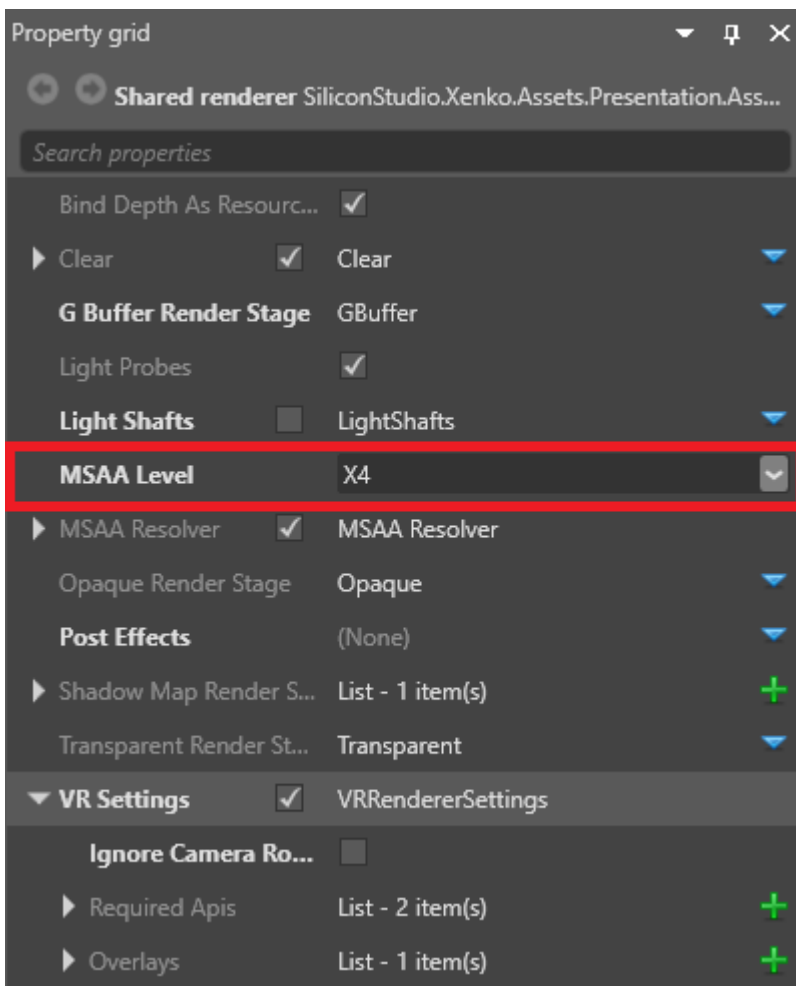 Property grid
Shared renderer SiliconStudio.Xenko.Assets.Presentation.Ass...
Search properties
Bind Depth As Resourc...
Clear Clear
G Buffer Render Stage GBuffer
Light Probes
Light Shafts LightShafts
MSAA Level X4
MSAA Resolver MSAA Resolver
Opaque Render Stage Opaque
Post Effects (None)
Shadow Map Render S... List - 1 item(s)
Transparent Render St... Transparent
VR Settings VRRendererSettings
Ignore Camera Ro...
Required Apis List - 2 item(s)
Overlays List - 1 item(s)